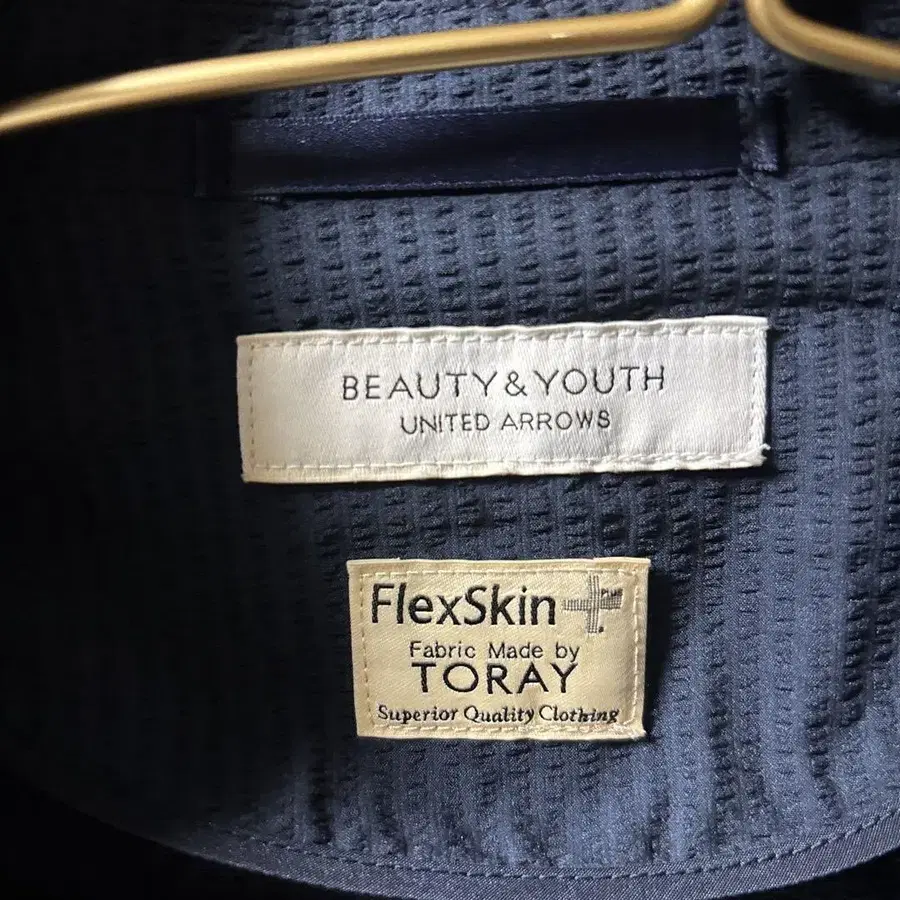 BEAUTY & YOUTH
UNITED ARROWS
FlexSkin
Fabric Made by
TORAY
Superior Quality Clothing